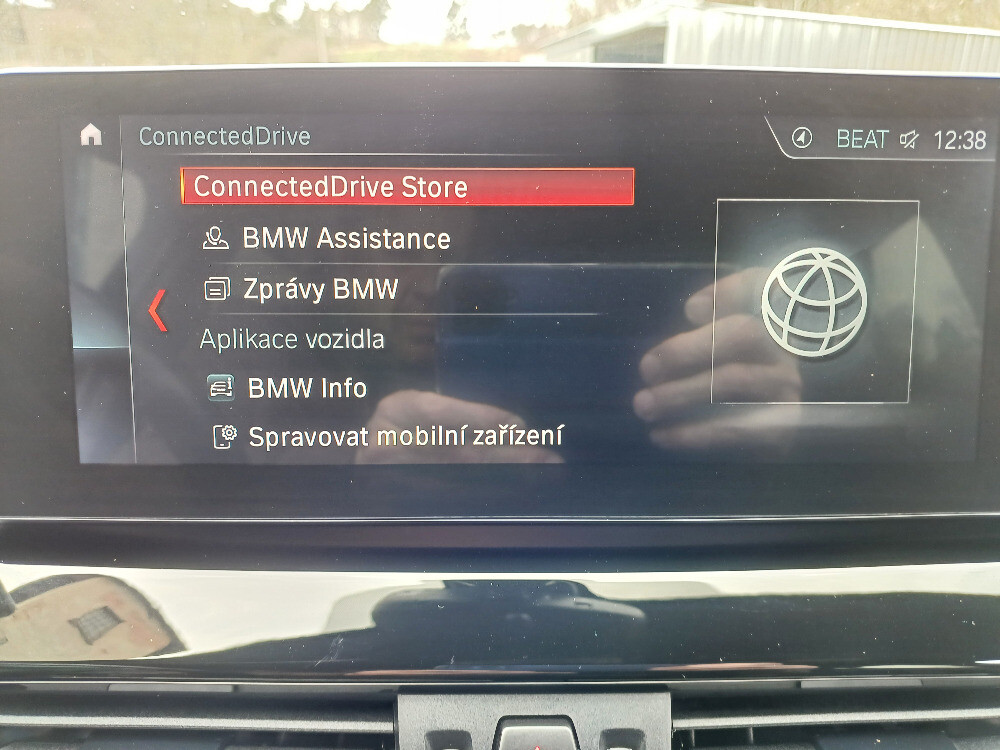 ConnectedDrive
BEAT 12:38
ConnectedDrive Store
BMW Assistance
Zprávy BMW
Aplikace vozidla
BMW Info
Spravovat mobilní zařízení